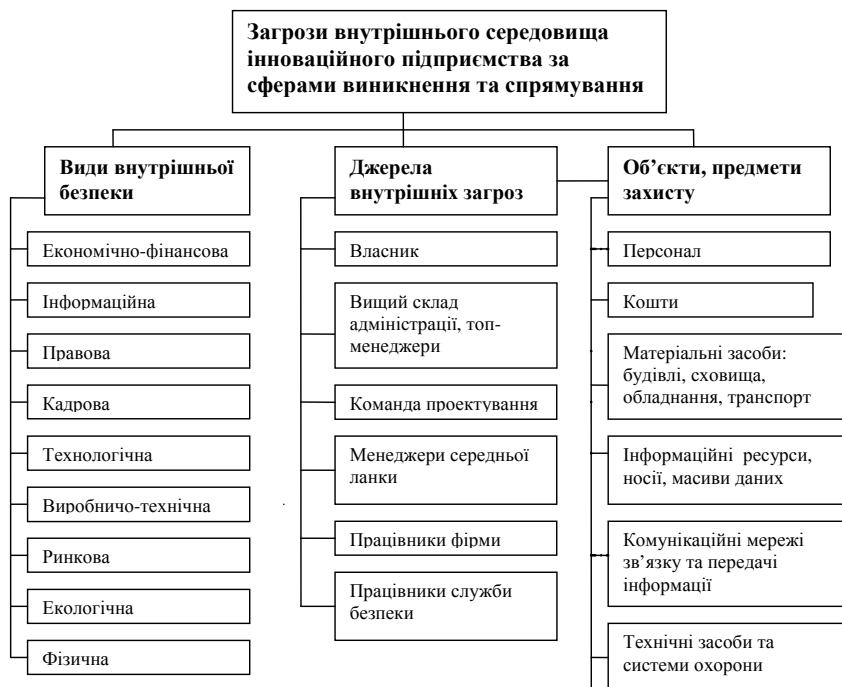 Загрози внутрішнього середовища
інноваційного підприємства за
сферами виникнення та спрямування
Види внутрішньої
безпеки
Економічно-фінансова
Інформаційна
Правова
Кадрова
Технологічна
Виробничо-технічна
Ринкова
Екологічна
Фізична
Джерела
внутрішніх загроз
Власник
Вищий склад
адміністрації, топ-
менеджери
Команда проектування
Менеджери середньої
ланки
Працівники фірми
Працівники служби
безпеки
Об’єкти, предмети
захисту
Персонал
Кошти
Матеріальні засоби:
будівлі, сховища,
обладнання, транспорт
Інформаційні ресурси,
носії, масиви даних
Комунікаційні мережі
зв’язку та передачі
інформації
Технічні засоби та
системи охорони